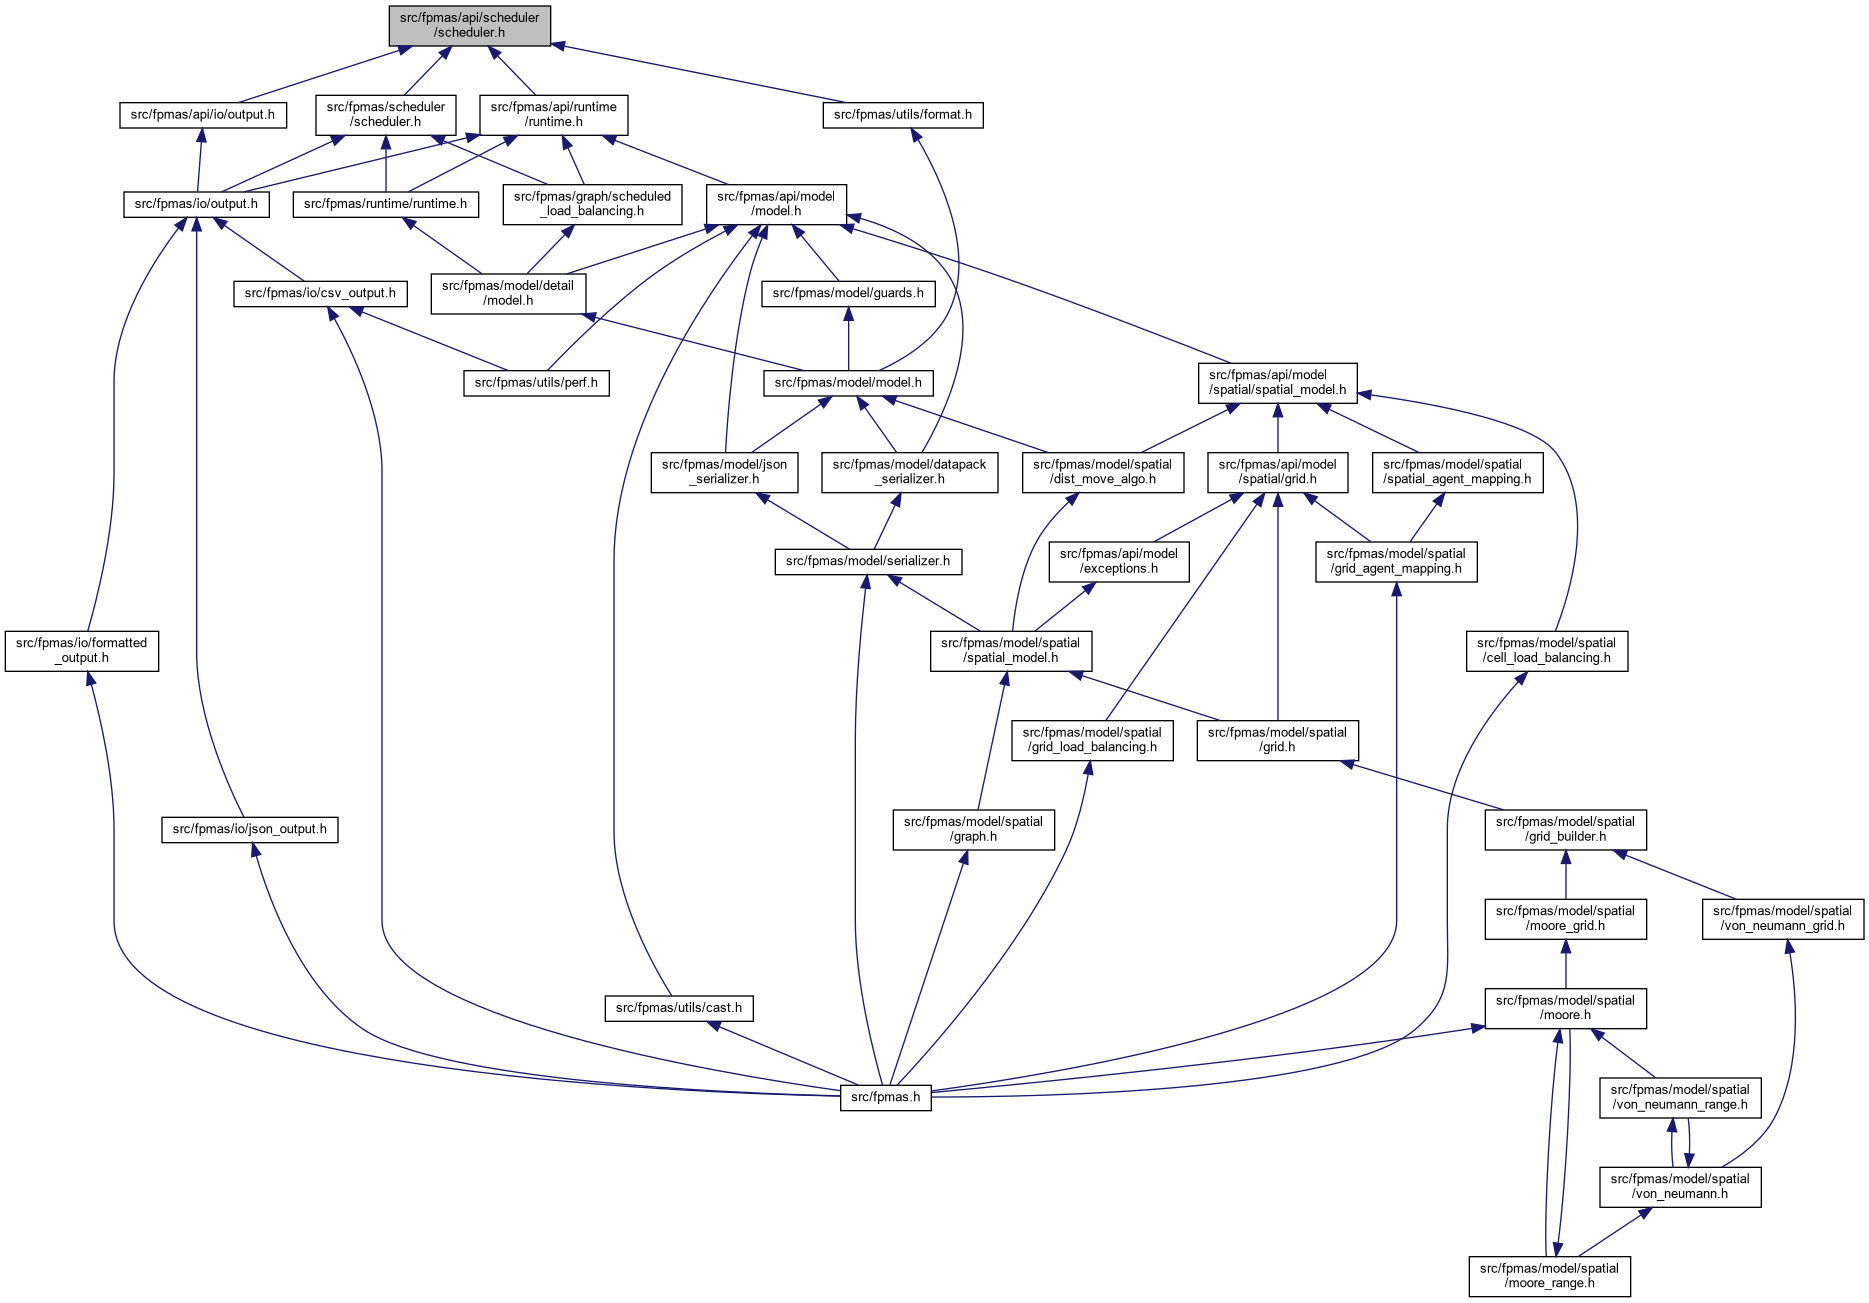 src/fpmas/api/scheduler
/scheduler.h
src/fpmas/api/io/output.h
src/fpmas/scheduler
/scheduler.h
src/fpmas/api/runtime
/runtime.h
src/fpmas/utils/format.h
src/fpmas/io/output.h
src/fpmas/runtime/runtime.h
src/fpmas/graph/scheduled
_load_balancing.h
src/fpmas/api/model
/model.h
src/fpmas/io/csv_output.h
src/fpmas/model/detail
/model.h
src/fpmas/model/guards.h
src/fpmas/utils/perf.h
src/fpmas/model/model.h
src/fpmas/api/model
/spatial/spatial_model.h
src/fpmas/model/json
_serializer.h
src/fpmas/model/datapack
_serializer.h
src/fpmas/model/spatial
/dist_move_algo.h
src/fpmas/api/model
/spatial/grid.h
src/fpmas/model/spatial
/spatial_agent_mapping.h
src/fpmas/model/serializer.h
src/fpmas/api/model
/exceptions.h
src/fpmas/model/spatial
/grid_agent_mapping.h
src/fpmas/io/formatted
_output.h
src/fpmas/model/spatial
/spatial_model.h
src/fpmas/model/spatial
/cell_load_balancing.h
src/fpmas/model/spatial
/grid_load_balancing.h
src/fpmas/model/spatial
/grid.h
src/fpmas/io/json_output.h
src/fpmas/model/spatial
/graph.h
src/fpmas/model/spatial
/grid_builder.h
src/fpmas/model/spatial
/moore_grid.h
src/fpmas/model/spatial
/von_neumann_grid.h
src/fpmas/utils/cast.h
src/fpmas/model/spatial
/moore.h
src/fpmas.h
src/fpmas/model/spatial
/von_neumann_range.h
src/fpmas/model/spatial
/von_neumann.h
src/fpmas/model/spatial
/moore_range.h